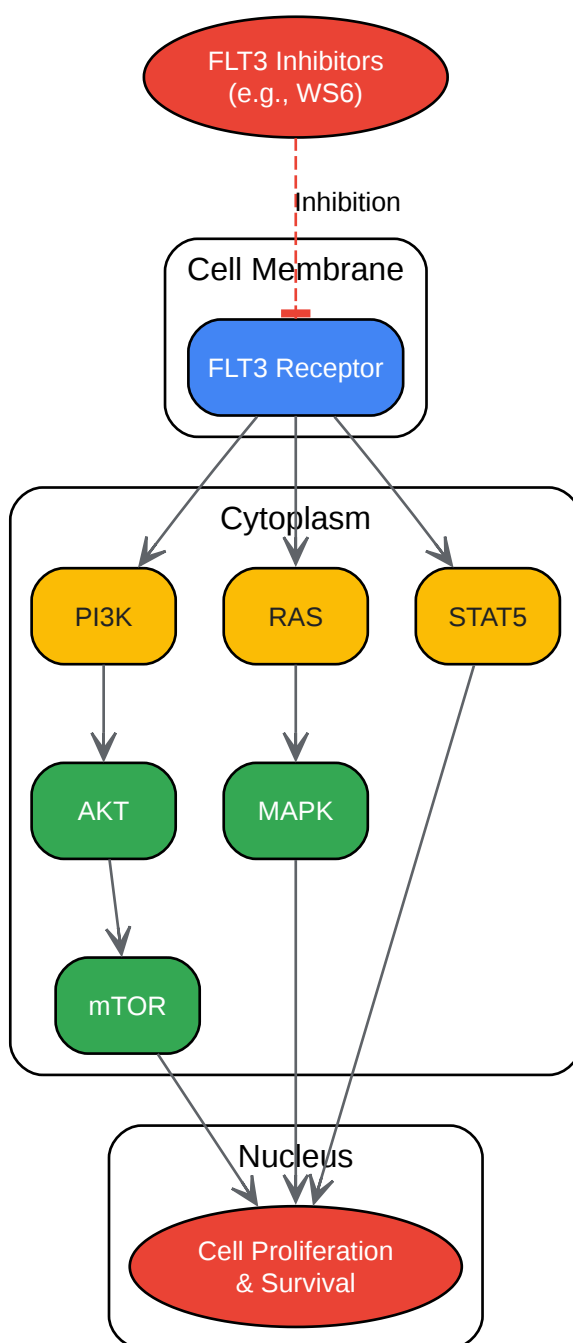 FLT3 Inhibitors
(e.g., WS6)
Inhibition
Cell Membrane
FLT3 Receptor
Cytoplasm
PI3K
RAS
STAT5
AKT
MAPK
mTOR
Nucleus
Cell Proliferation
& Survival